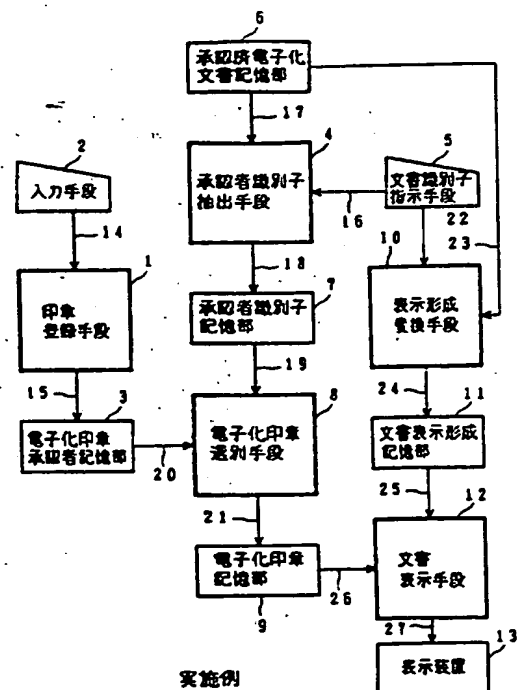 6
承認済電子化
文書記憶部
17
2
入力手段
14
4
承認者識別子
抽出手段
5
文書識別子
指示手段
16
22
23
1
印章
登録手段
18
7
承認者識別子
記憶部
10
表示形成
変換手段
15
19
24
3
電子化印章
承認者記憶部
20
8
電子化印章
選別手段
11
文書表示形成
記憶部
25
21
電子化印章
記憶部
9
26
12
文書
表示手段
27
13
表示装置
実施例